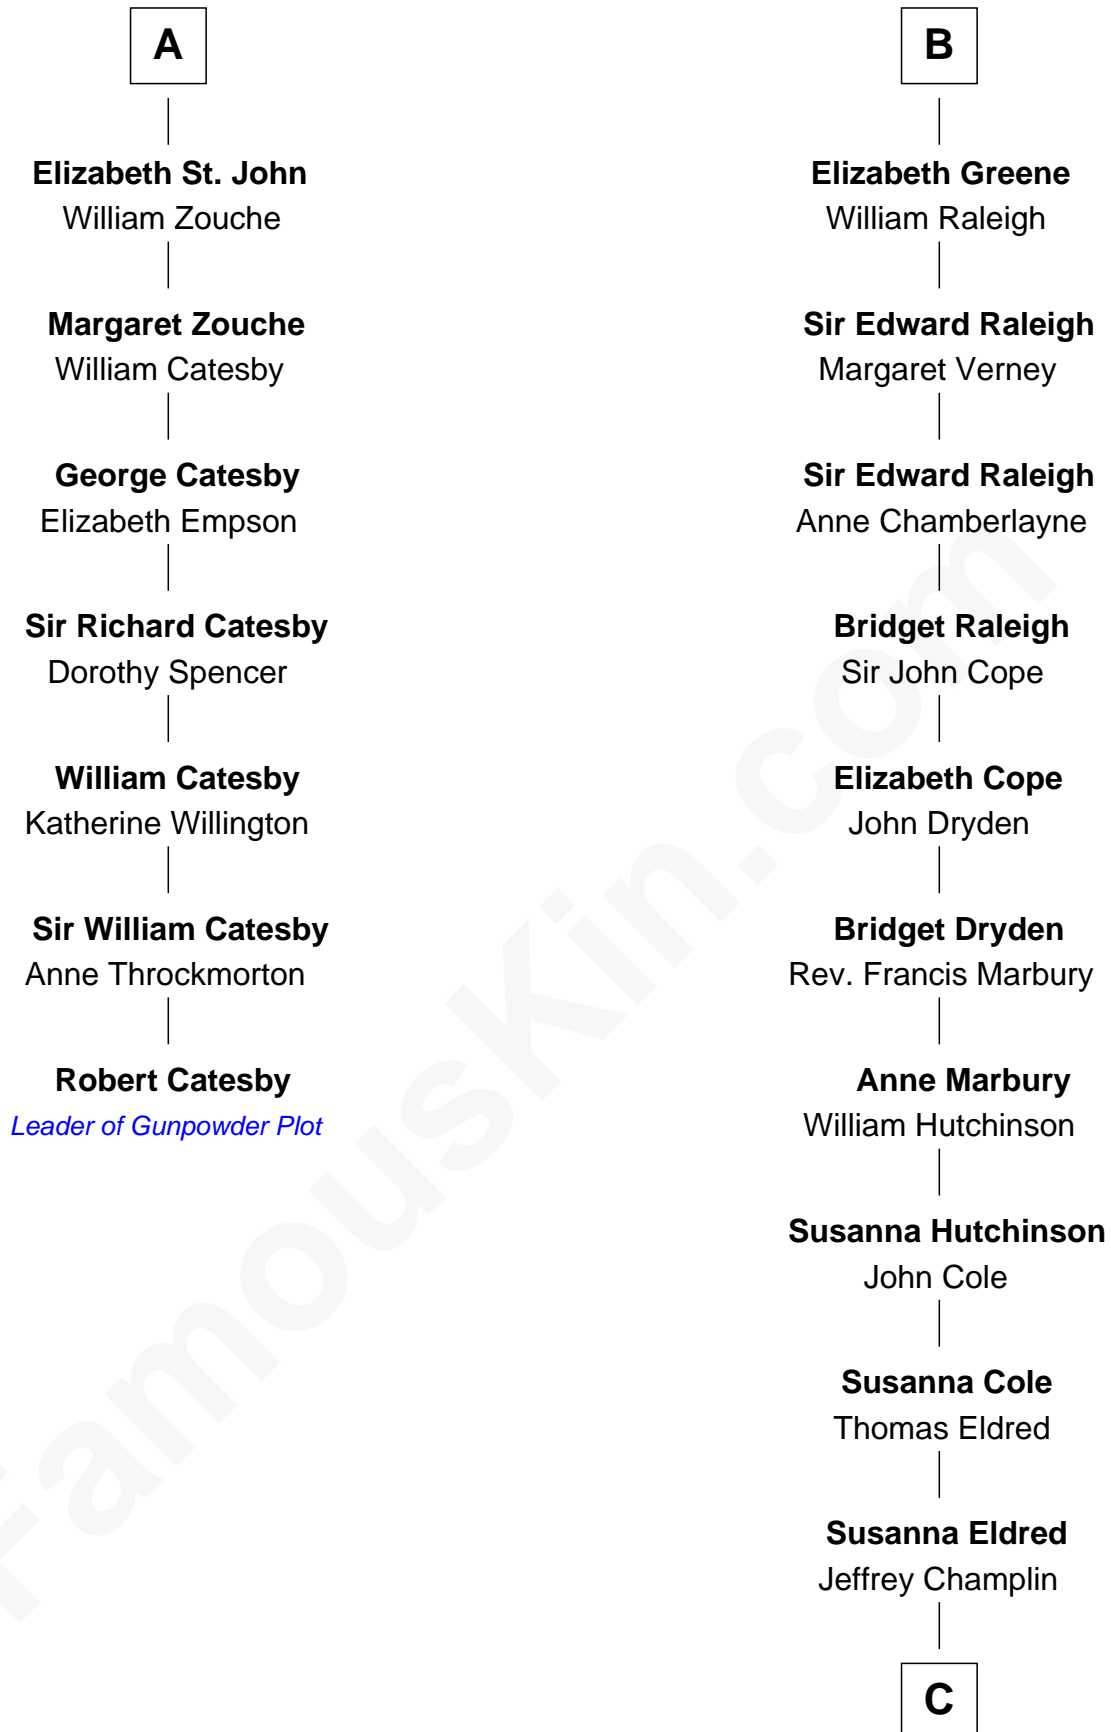 A
Elizabeth St. John
William Zouche
Margaret Zouche
William Catesby
George Catesby
Elizabeth Empson
Sir Richard Catesby
Dorothy Spencer
William Catesby
Katherine Willington
Sir William Catesby
Anne Throckmorton
Robert Catesby
Leader of Gunpowder Plot
B
Elizabeth Greene
William Raleigh
Sir Edward Raleigh
Margaret Verney
Sir Edward Raleigh
Anne Chamberlayne
Bridget Raleigh
Sir John Cope
Elizabeth Cope
John Dryden
Bridget Dryden
Rev. Francis Marbury
Anne Marbury
William Hutchinson
Susanna Hutchinson
John Cole
Susanna Cole
Thomas Eldred
Susanna Eldred
Jeffrey Champlin
C
FamousKin.com